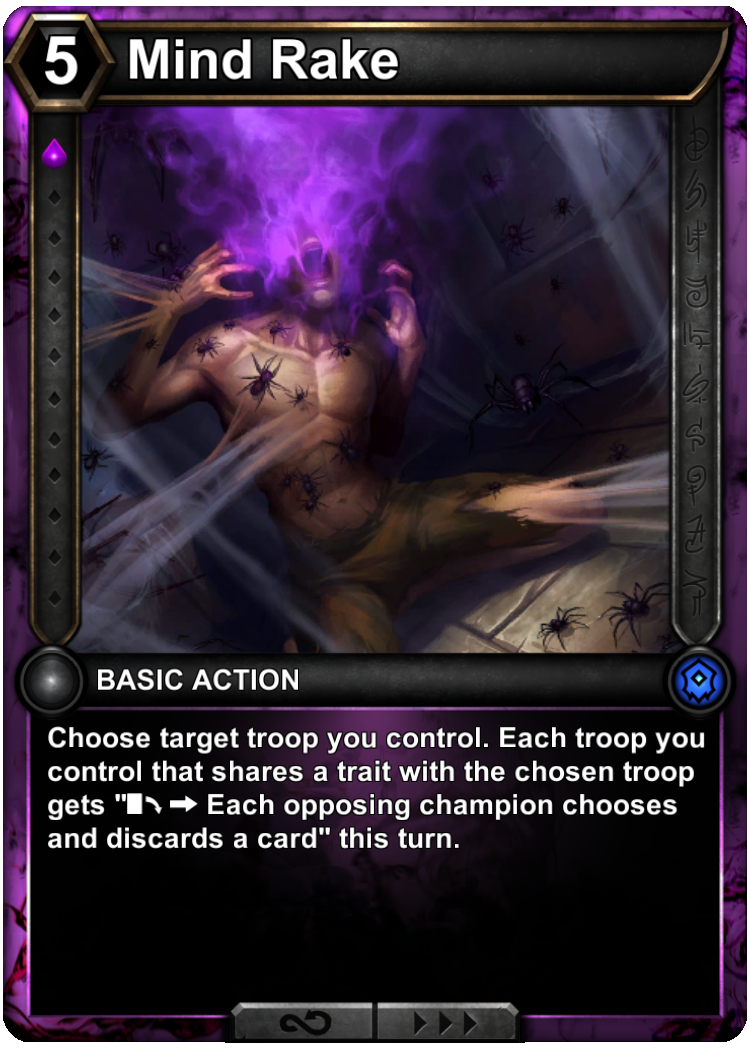 5 Mind Rake
BASIC ACTION
Choose target troop you control. Each troop you
control that shares a trait with the chosen troop
gets "➡ Each opposing champion chooses
and discards a card" this turn.